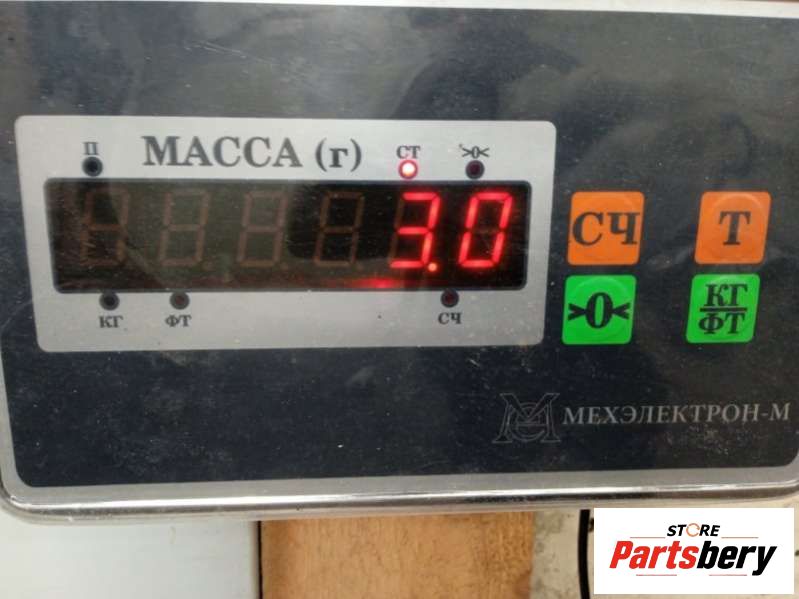 П МАССА (г) СТ >0<
3.0
КГ ФТ СЧ
СЧ Т
>0< КГ
ФТ
МЕХЭЛЕКТРОН-М
STORE
Partsbery